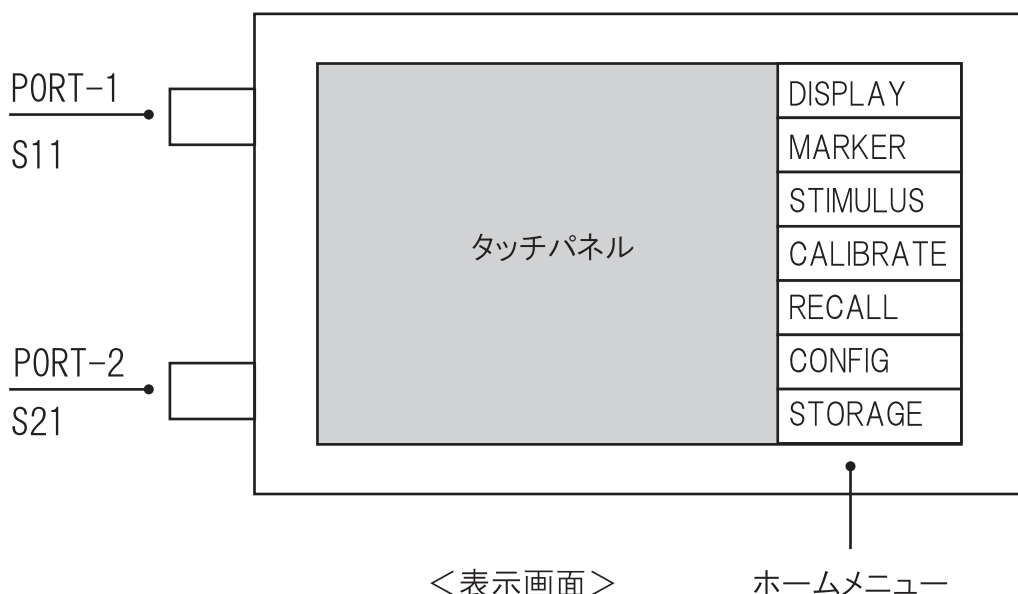 PORT-1
S11
PORT-2
S21
タッチパネル
DISPLAY
MARKER
STIMULUS
CALIBRATE
RECALL
CONFIG
STORAGE
＜表示画面＞
ホームメニュー